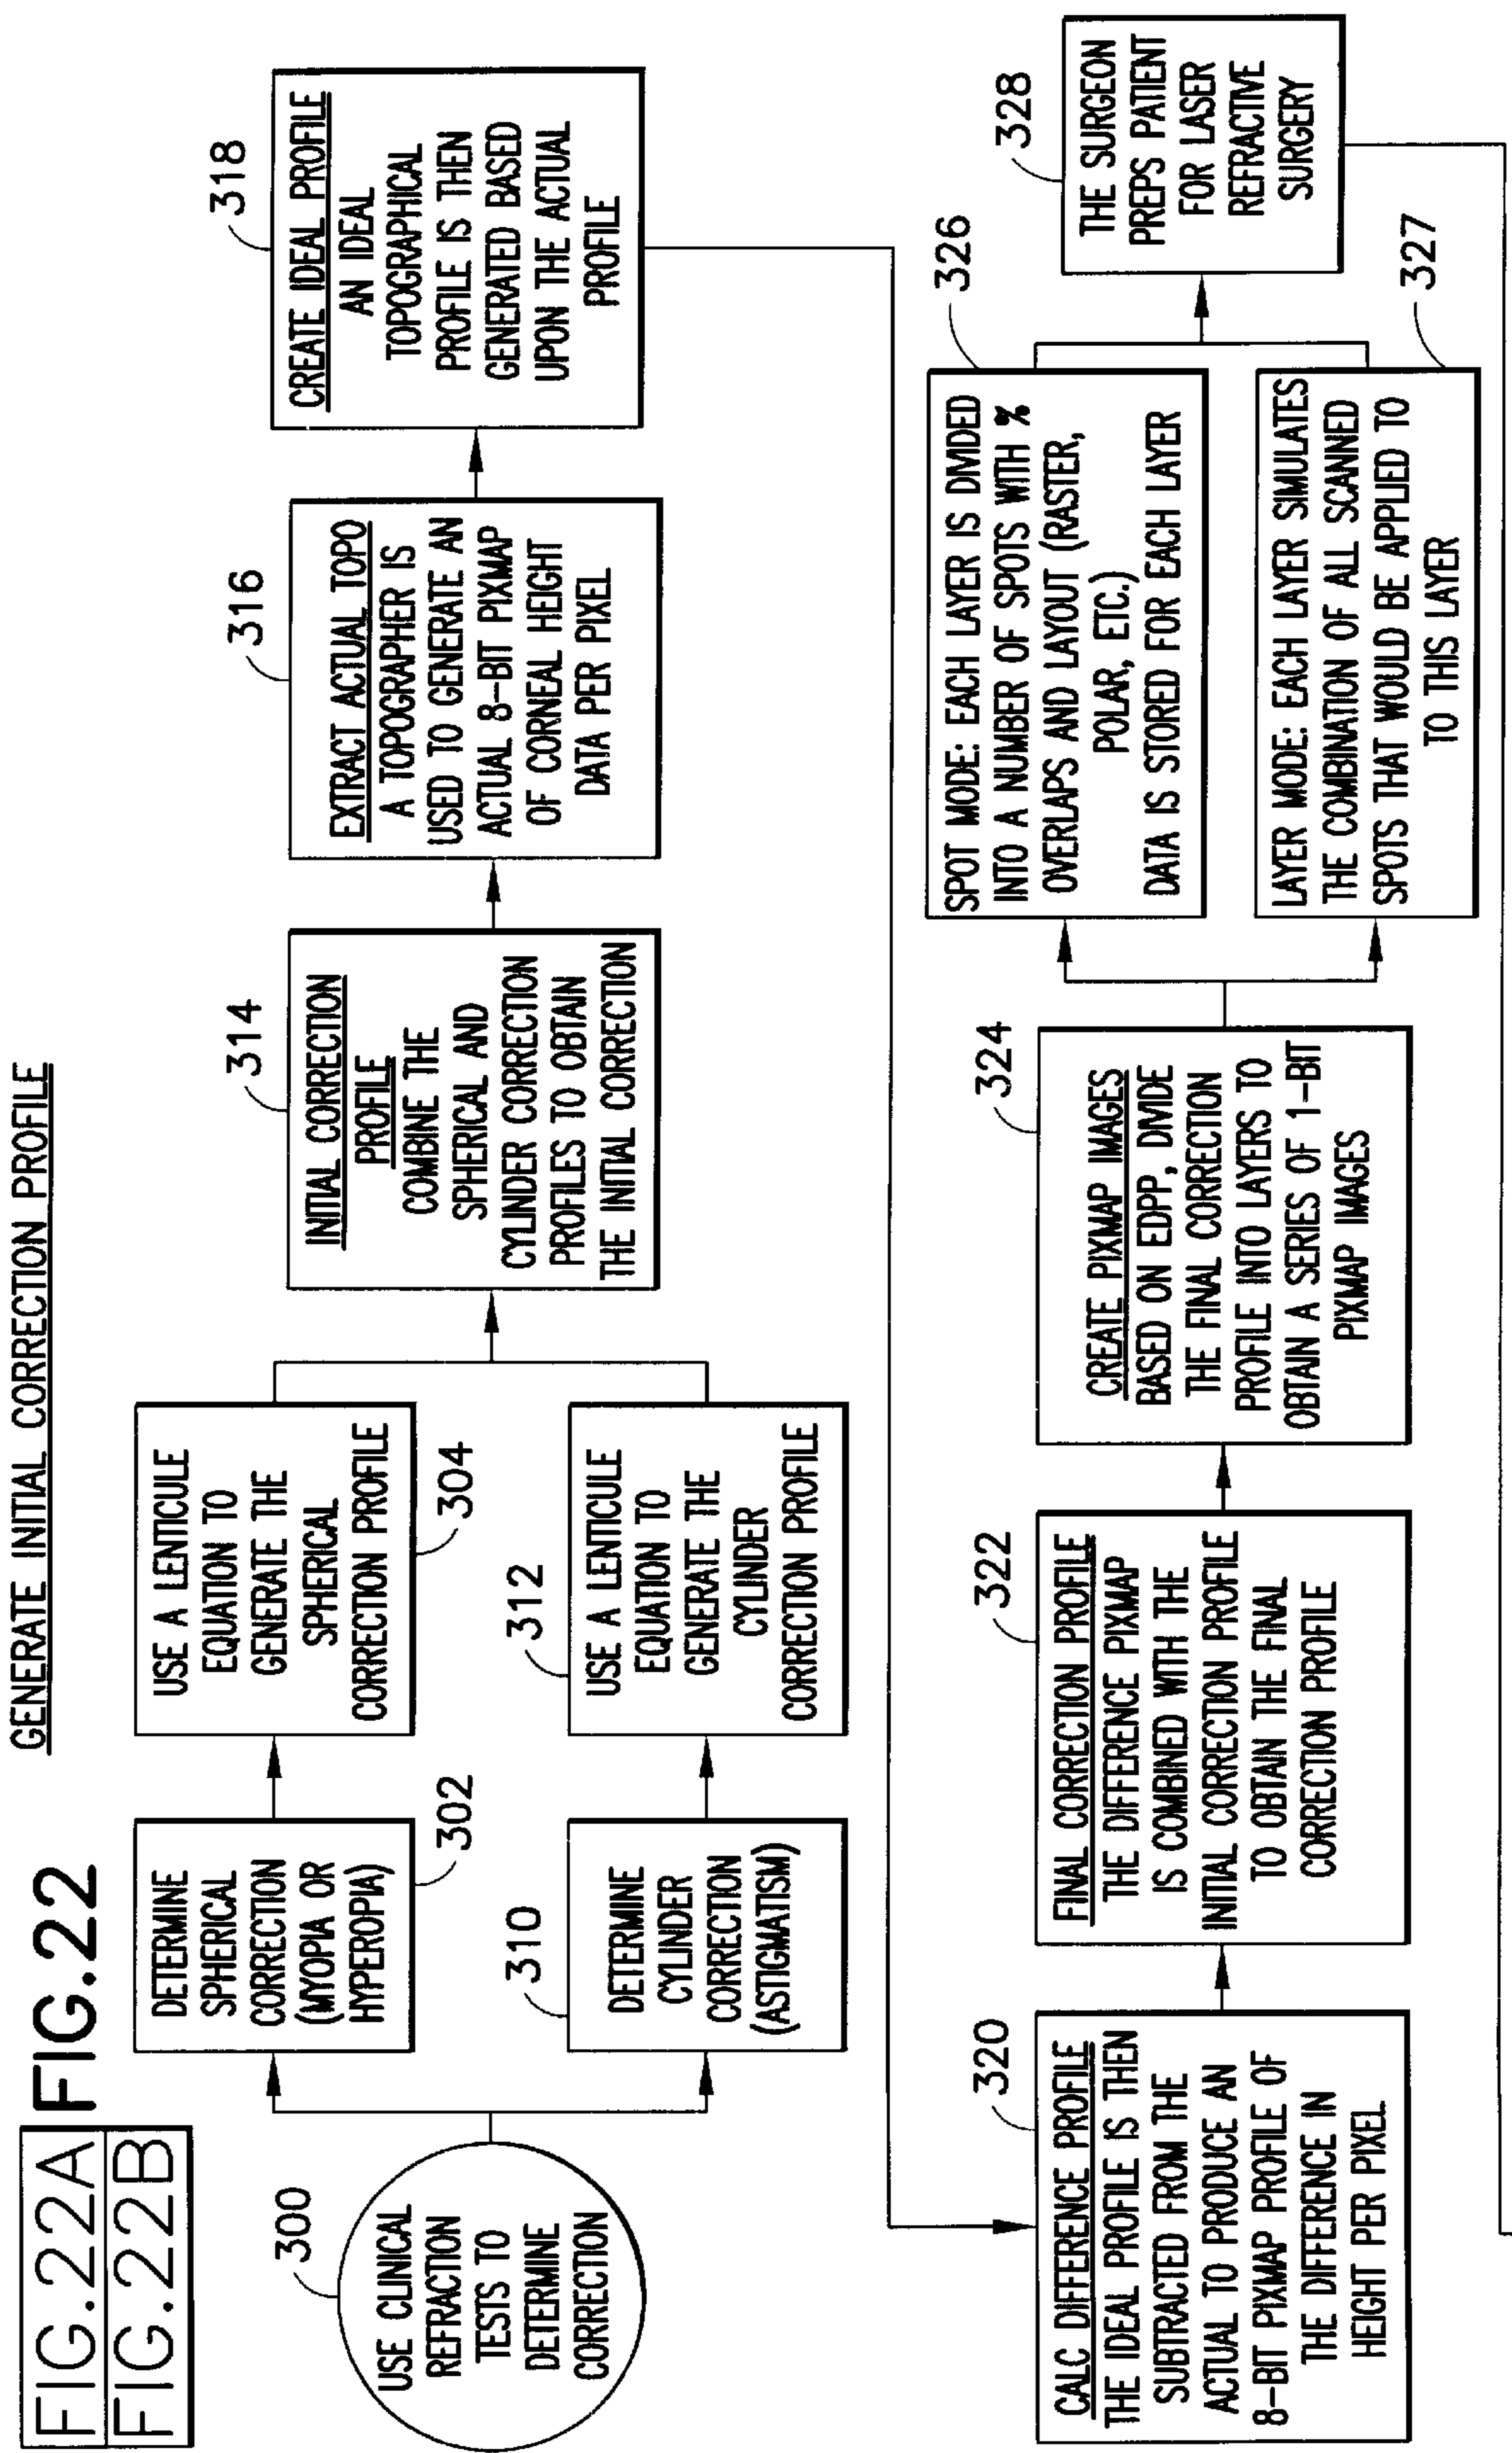 FIG.22A
FIG.22B
FIG.22
GENERATE INITIAL CORRECTION PROFILE
300
USE CLINICAL
REFRACTION
TESTS TO
DETERMINE
CORRECTION
DETERMINE
SPHERICAL
CORRECTION
(MYOPIA OR
HYPEROPIA)
302
USE A LENTICULE
EQUATION TO
GENERATE THE
SPHERICAL
CORRECTION PROFILE
304
310
DETERMINE
CYLINDER
CORRECTION
(ASTIGMATISM)
312
USE A LENTICULE
EQUATION TO
GENERATE THE
CYLINDER
CORRECTION PROFILE
314
INITIAL CORRECTION
PROFILE
COMBINE THE
SPHERICAL AND
CYLINDER CORRECTION
PROFILES TO OBTAIN
THE INITIAL CORRECTION
316
EXTRACT ACTUAL TOPO
A TOPOGRAPHER IS
USED TO GENERATE AN
ACTUAL 8-BIT PIXMAP
OF CORNEAL HEIGHT
DATA PER PIXEL
318
CREATE IDEAL PROFILE
AN IDEAL
TOPOGRAPHICAL
PROFILE IS THEN
GENERATED BASED
UPON THE ACTUAL
PROFILE
320
CALC DIFFERENCE PROFILE
THE IDEAL PROFILE IS THEN
SUBTRACTED FROM THE
ACTUAL TO PRODUCE AN
8-BIT PIXMAP PROFILE OF
THE DIFFERENCE IN
HEIGHT PER PIXEL
322
FINAL CORRECTION PROFILE
THE DIFFERENCE PIXMAP
IS COMBINED WITH THE
INITIAL CORRECTION PROFILE
TO OBTAIN THE FINAL
CORRECTION PROFILE
324
CREATE PIXMAP IMAGES
BASED ON EDPP, DIVIDE
THE FINAL CORRECTION
PROFILE INTO LAYERS TO
OBTAIN A SERIES OF 1-BIT
PIXMAP IMAGES
326
SPOT MODE: EACH LAYER IS DIVIDED
INTO A NUMBER OF SPOTS WITH %
OVERLAPS AND LAYOUT (RASTER,
POLAR, ETC.)
DATA IS STORED FOR EACH LAYER
327
LAYER MODE: EACH LAYER SIMULATES
THE COMBINATION OF ALL SCANNED
SPOTS THAT WOULD BE APPLIED TO
TO THIS LAYER
328
THE SURGEON
PREPS PATIENT
FOR LASER
REFRACTIVE
SURGERY